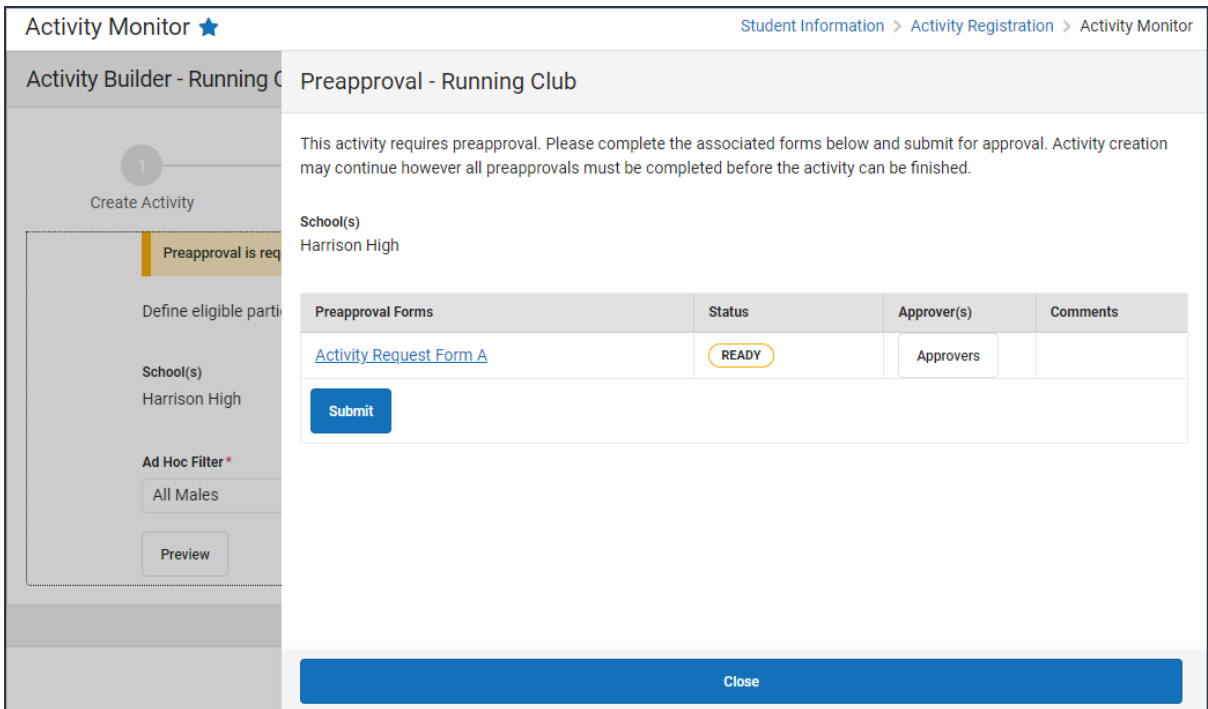 Activity Monitor
Student Information > Activity Registration > Activity Monitor
Activity Builder - Running
Preapproval - Running Club
This activity requires preapproval. Please complete the associated forms below and submit for approval. Activity creation
may continue however all preapprovals must be completed before the activity can be finished.
1
Create Activity
School(s)
Harrison High
Preapproval is req
Define eligible parti
Preapproval Forms Status Approver(s) Comments
Activity Request Form A READY Approvers
School(s)
Harrison High
Submit
Ad Hoc Filter*
All Males
Preview
Close